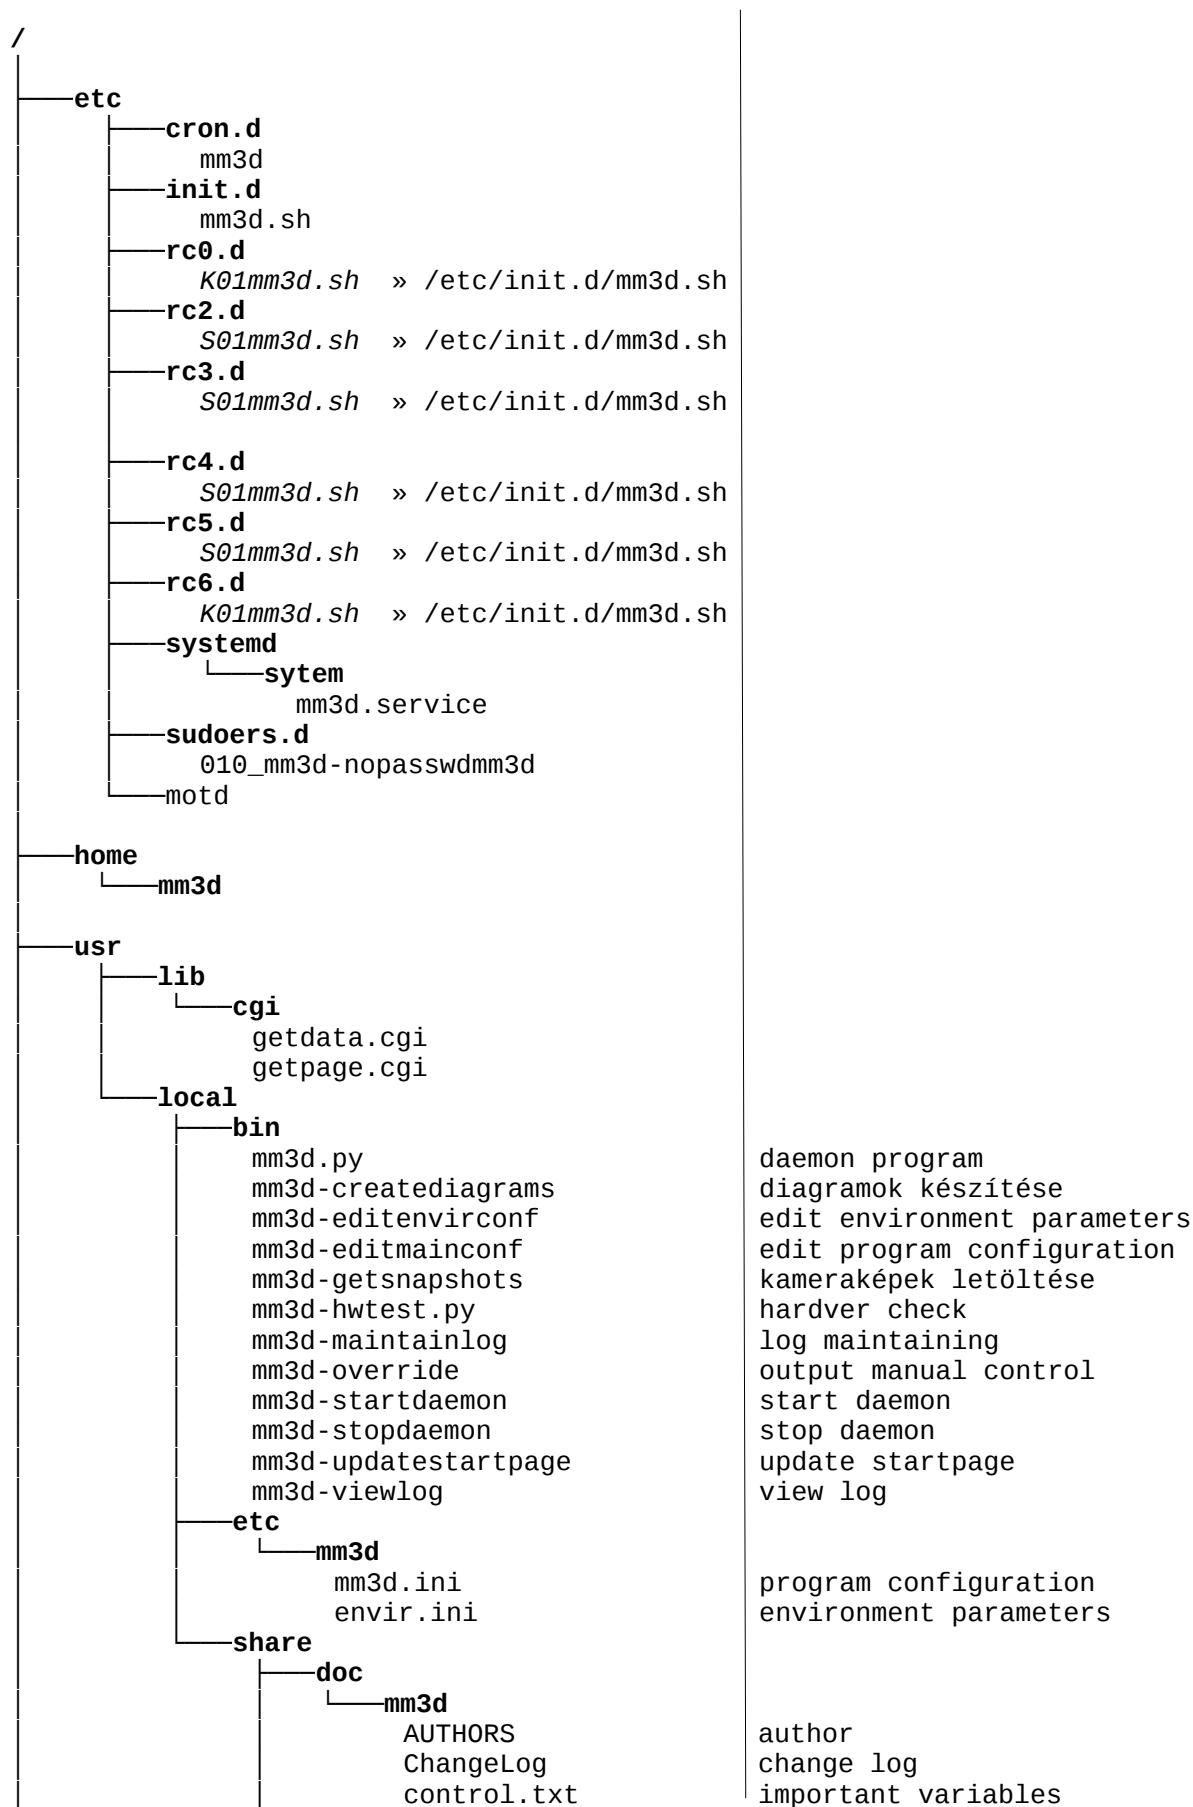 /
etc
cron.d
mm3d
init.d
mm3d.sh
rc0.d
K01mm3d.sh » /etc/init.d/mm3d.sh
rc2.d
S01mm3d.sh » /etc/init.d/mm3d.sh
rc3.d
S01mm3d.sh » /etc/init.d/mm3d.sh
rc4.d
S01mm3d.sh » /etc/init.d/mm3d.sh
rc5.d
S01mm3d.sh » /etc/init.d/mm3d.sh
rc6.d
K01mm3d.sh » /etc/init.d/mm3d.sh
systemd
sytem
mm3d.service
sudoers.d
010_mm3d-nopasswdmm3d
motd
home
mm3d
usr
lib
cgi
getdata.cgi
getpage.cgi
local
bin
mm3d.py daemon program
mm3d-creatediagrams diagramok készítése
mm3d-editenvirconf edit environment parameters
mm3d-editmainconf edit program configuration
mm3d-getsnapshots kameraképek letöltése
mm3d-hwtest.py hardver check
mm3d-maintainlog log maintaining
mm3d-override output manual control
mm3d-startdaemon start daemon
mm3d-stopdaemon stop daemon
mm3d-updatestartpage update startpage
mm3d-viewlog view log
etc
mm3d
mm3d.ini program configuration
envir.ini environment parameters
share
doc
mm3d
AUTHORS author
ChangeLog change log
control.txt important variables